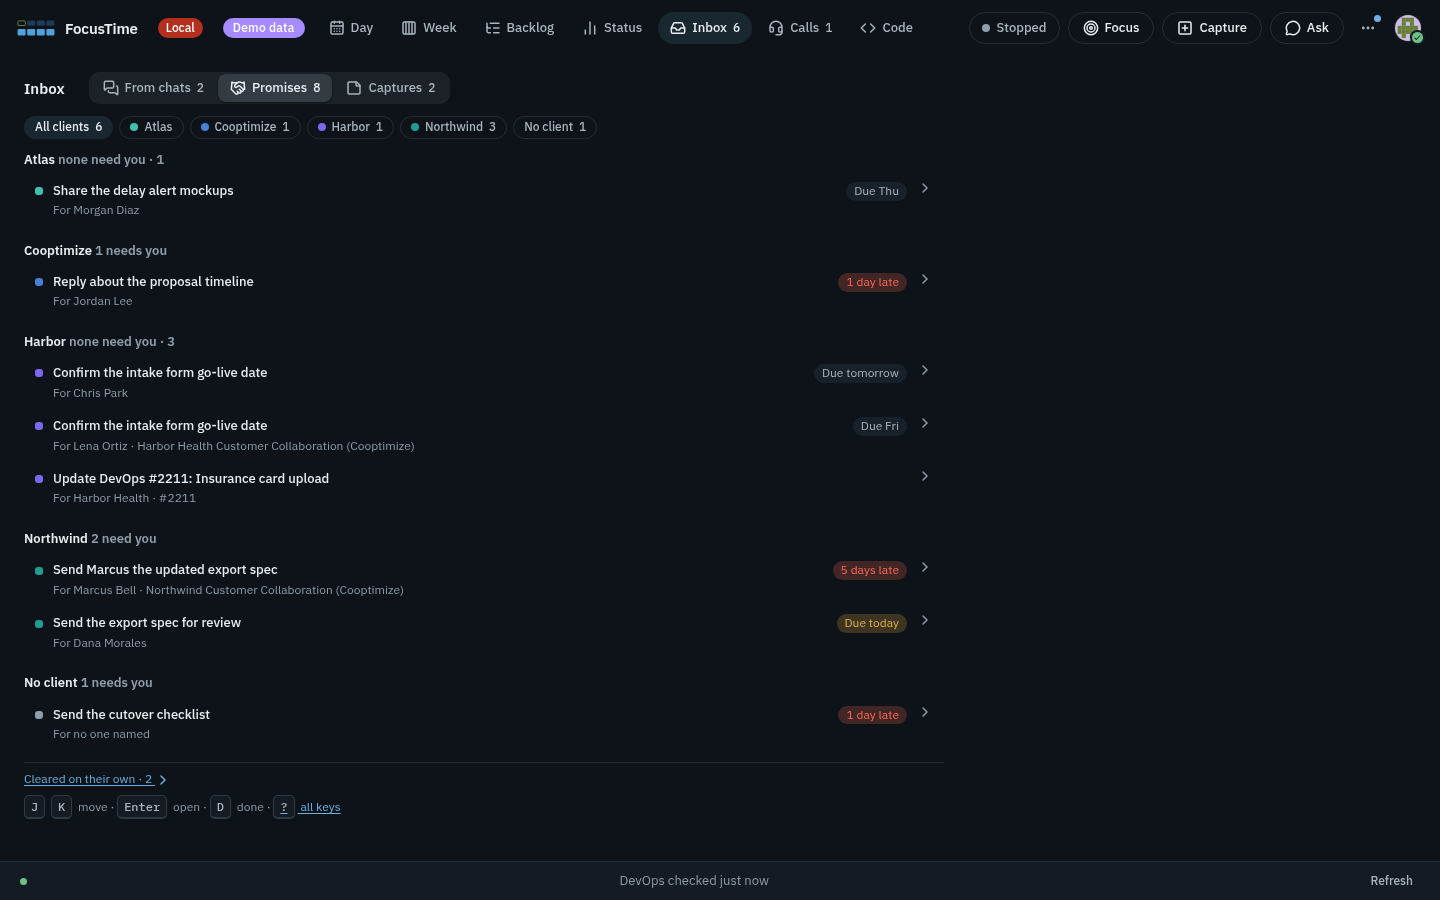 FocusTime Local Demo data Day Week Backlog Status Inbox 6 Calls 1 Code Stopped Focus Capture Ask
Inbox From chats 2 Promises 8 Captures 2
All clients 6 Atlas Cooptimize 1 Harbor 1 Northwind 3 No client 1
Atlas none need you · 1
Share the delay alert mockups Due Thu
For Morgan Diaz
Cooptimize 1 needs you
Reply about the proposal timeline 1 day late
For Jordan Lee
Harbor none need you · 3
Confirm the intake form go-live date Due tomorrow
For Chris Park
Confirm the intake form go-live date Due Fri
For Lena Ortiz · Harbor Health Customer Collaboration (Cooptimize)
Update DevOps #2211: Insurance card upload
For Harbor Health · #2211
Northwind 2 need you
Send Marcus the updated export spec 5 days late
For Marcus Bell · Northwind Customer Collaboration (Cooptimize)
Send the export spec for review Due today
For Dana Morales
No client 1 needs you
Send the cutover checklist 1 day late
For no one named
Cleared on their own · 2
J K move · Enter open · D done · ? all keys
DevOps checked just now Refresh